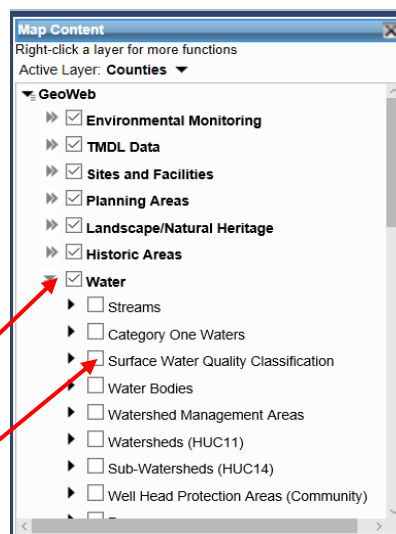 Map Content
Right-click a layer for more functions
Active Layer: Counties
GeoWeb
Environmental Monitoring
TMDL Data
Sites and Facilities
Planning Areas
Landscape/Natural Heritage
Historic Areas
Water
Streams
Category One Waters
Surface Water Quality Classification
Water Bodies
Watershed Management Areas
Watersheds (HUC11)
Sub-Watersheds (HUC14)
Well Head Protection Areas (Community)